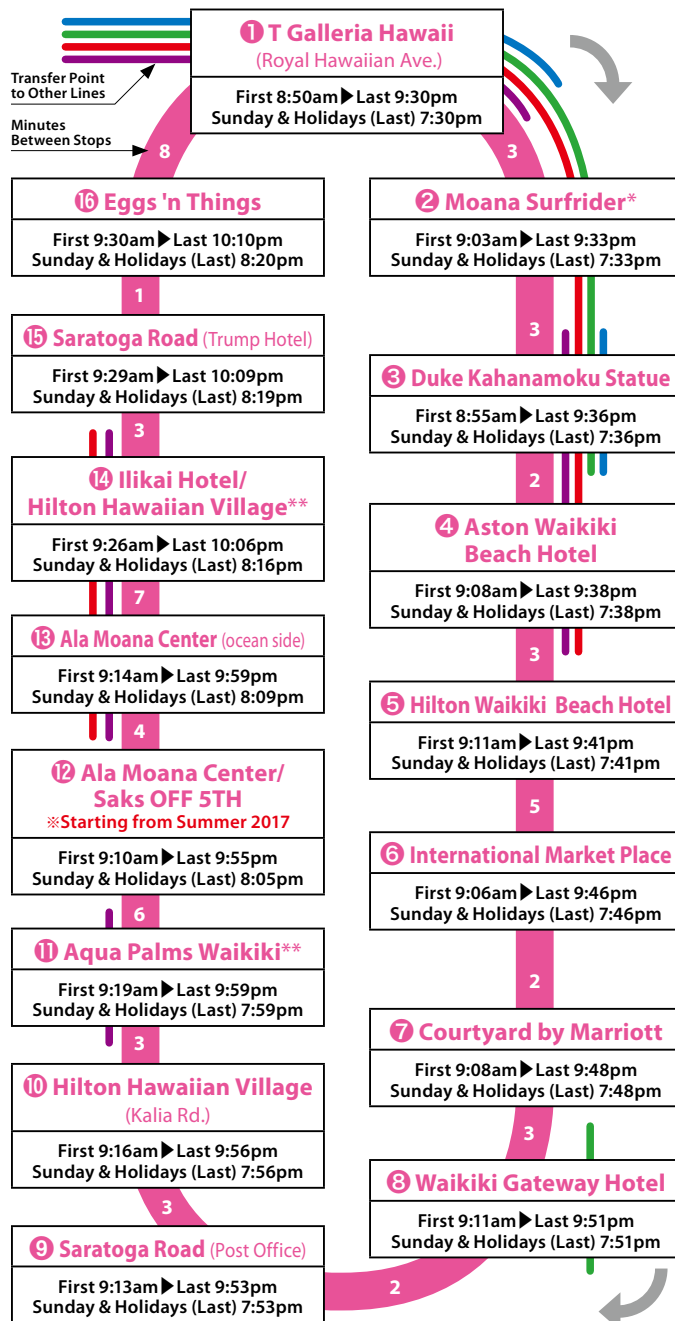 ❶ T Galleria Hawaii
(Royal Hawaiian Ave.)
First 8:50am▶Last 9:30pm
Sunday & Holidays (Last) 7:30pm
Transfer Point
to Other Lines
Minutes
Between Stops
8
3
❷ Moana Surfrider*
First 9:03am▶Last 9:33pm
Sunday & Holidays (Last) 7:33pm
3
❸ Duke Kahanamoku Statue
First 8:55am▶Last 9:36pm
Sunday & Holidays (Last) 7:36pm
2
❹ Aston Waikiki
Beach Hotel
First 9:08am▶Last 9:38pm
Sunday & Holidays (Last) 7:38pm
3
❺ Hilton Waikiki Beach Hotel
First 9:11am▶Last 9:41pm
Sunday & Holidays (Last) 7:41pm
5
❻ International Market Place
First 9:06am▶Last 9:46pm
Sunday & Holidays (Last) 7:46pm
2
❼ Courtyard by Marriott
First 9:08am▶Last 9:48pm
Sunday & Holidays (Last) 7:48pm
3
❽ Waikiki Gateway Hotel
First 9:11am▶Last 9:51pm
Sunday & Holidays (Last) 7:51pm
2
❾ Saratoga Road (Post Office)
First 9:13am▶Last 9:53pm
Sunday & Holidays (Last) 7:53pm
3
❿ Hilton Hawaiian Village
(Kalia Rd.)
First 9:16am▶Last 9:56pm
Sunday & Holidays (Last) 7:56pm
3
⓫ Aqua Palms Waikiki**
First 9:19am▶Last 9:59pm
Sunday & Holidays (Last) 7:59pm
6
⓬ Ala Moana Center/
Saks OFF 5TH
※Starting from Summer 2017
First 9:10am▶Last 9:55pm
Sunday & Holidays (Last) 8:05pm
4
⓭ Ala Moana Center (ocean side)
First 9:14am▶Last 9:59pm
Sunday & Holidays (Last) 8:09pm
7
⓮ Ilikai Hotel/
Hilton Hawaiian Village**
First 9:26am▶Last 10:06pm
Sunday & Holidays (Last) 8:16pm
3
⓯ Saratoga Road (Trump Hotel)
First 9:29am▶Last 10:09pm
Sunday & Holidays (Last) 8:19pm
1
⓰ Eggs 'n Things
First 9:30am▶Last 10:10pm
Sunday & Holidays (Last) 8:20pm